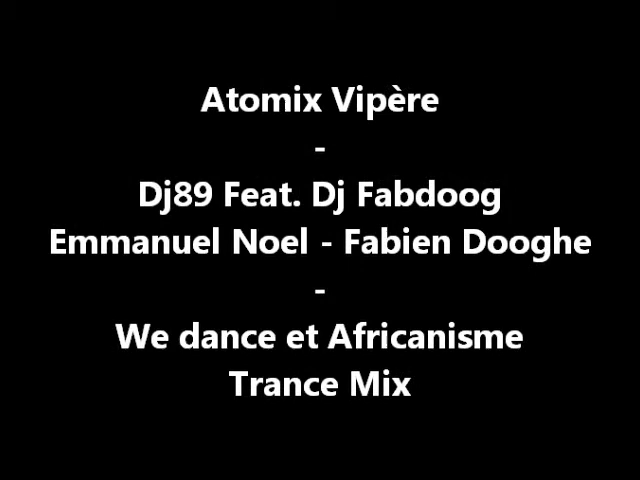 Atomix Vipère
-
Dj89 Feat. Dj Fabdoog
Emmanuel Noel - Fabien Dooghe
-
We dance et Africanisme
Trance Mix